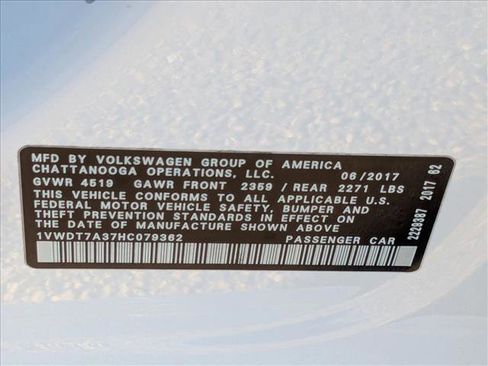 MFD BY VOLKSWAGEN GROUP OF AMERICA
CHATTANOOGA OPERATIONS, LLC. 06/2017
GVWR 4519 GAWR FRONT 2359 / REAR 2271 LBS
THIS VEHICLE CONFORMS TO ALL APPLICABLE U.S.
FEDERAL MOTOR VEHICLE SAFETY, BUMPER, AND
THEFT PREVENTION STANDARDS IN EFFECT ON
THE DATE OF MANUFACTURE SHOWN ABOVE
1VWDT7A37HC079362 PASSENGER CAR
2229387 2017 62